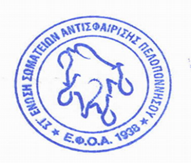 ΣΤ' ΕΝΩΣΗ ΣΩΜΑΤΕΙΩΝ ΑΝΤΙΣΦΑΙΡΙΣΗΣ ΠΕΛΟΠΟΝΝΗΣΟΥ
★ Ε.Φ.Ο.Α. 1938 ★